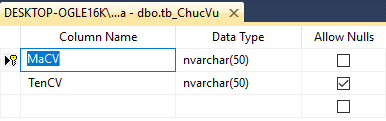 DESKTOP-OGLE16K\...a - dbo.tb_ChucVu
Column Name Data Type Allow Nulls
MaCV nvarchar(50)
TenCV nvarchar(50)